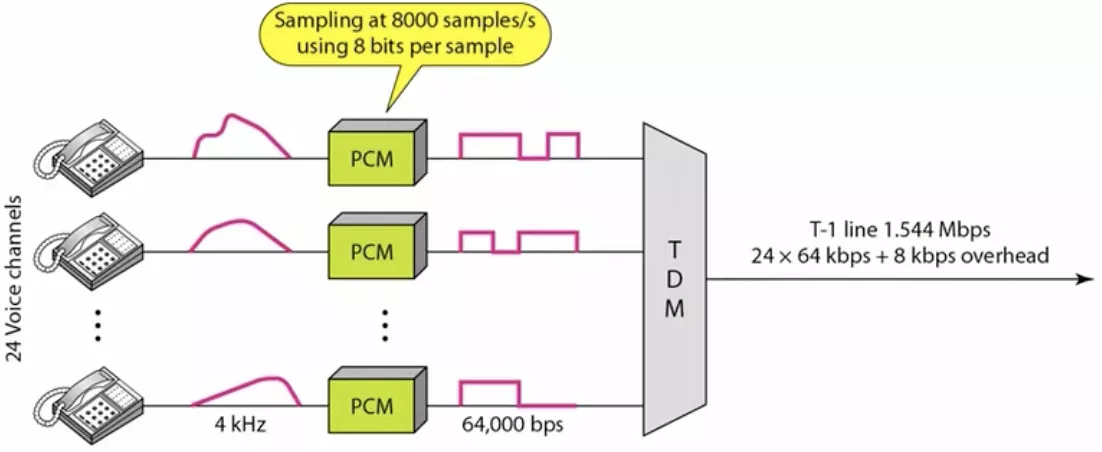 Sampling at 8000 samples/s
using 8 bits per sample
24 Voice channels
PCM
PCM
PCM
4 kHz
64,000 bps
T
D
M
T-1 line 1.544 Mbps
24 × 64 kbps + 8 kbps overhead